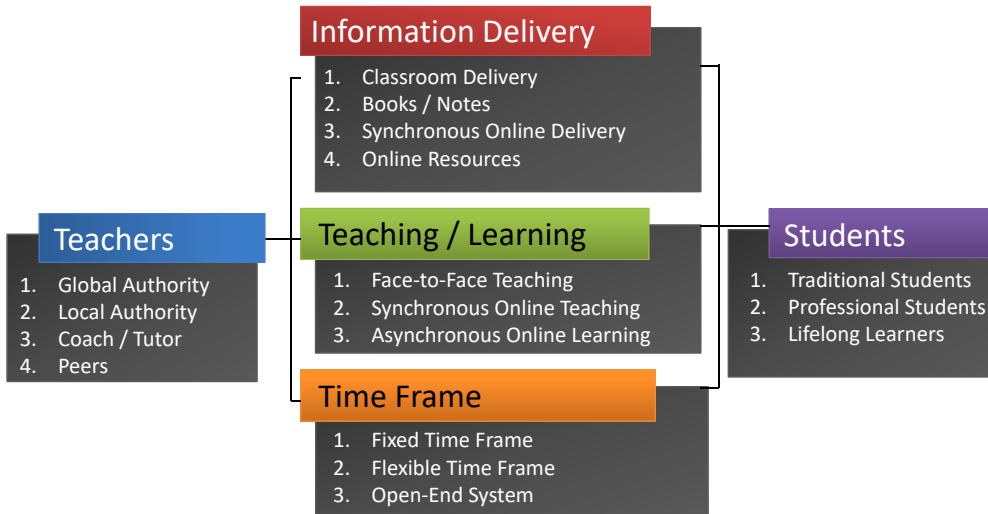 Information Delivery
1. Classroom Delivery
2. Books / Notes
3. Synchronous Online Delivery
4. Online Resources
Teachers
1. Global Authority
2. Local Authority
3. Coach / Tutor
4. Peers
Teaching / Learning
1. Face-to-Face Teaching
2. Synchronous Online Teaching
3. Asynchronous Online Learning
Students
1. Traditional Students
2. Professional Students
3. Lifelong Learners
Time Frame
1. Fixed Time Frame
2. Flexible Time Frame
3. Open-End System